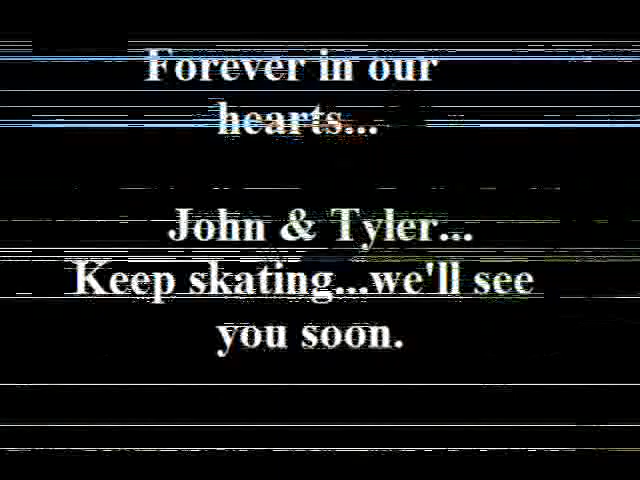 Forever in our
hearts...
John & Tyler...
Keep skating...we'll see
you soon.